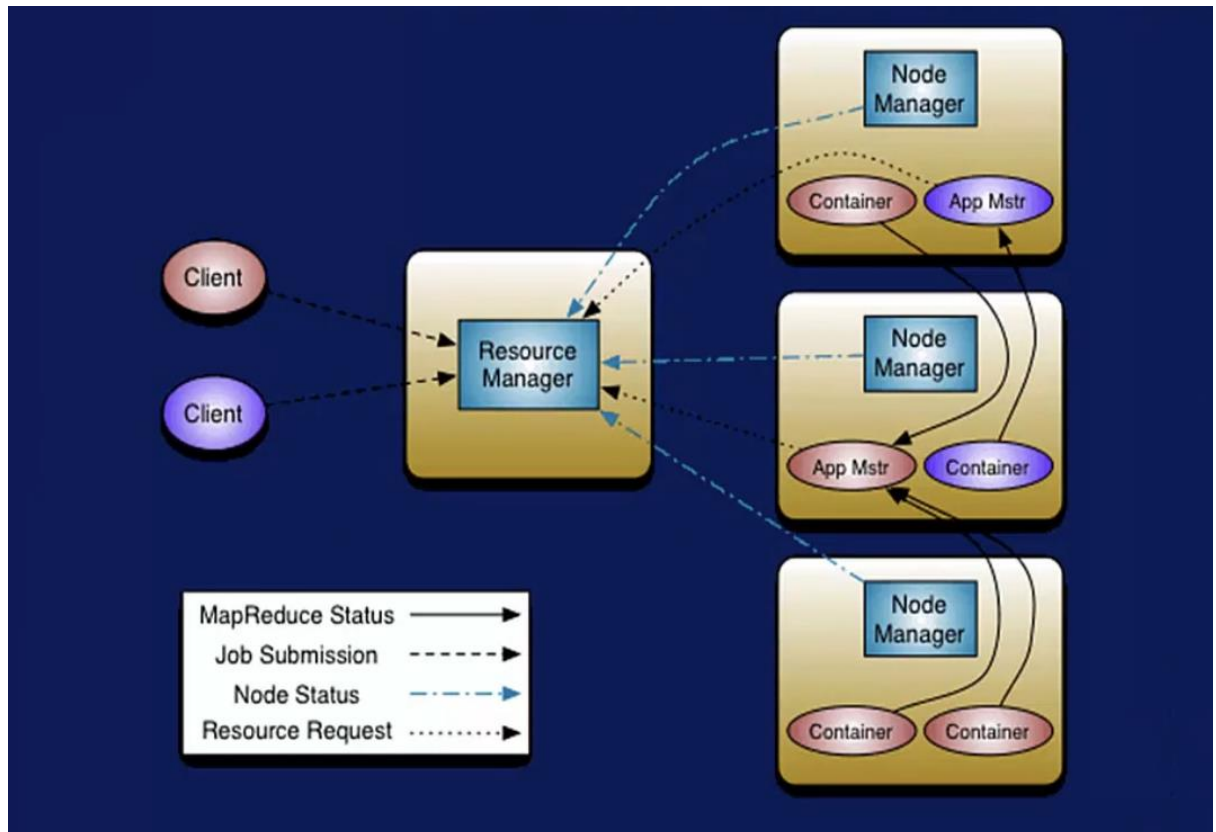 Node
Manager
Container
App Mstr
Client
Resource
Manager
Node
Manager
Client
App Mstr
Container
Node
Manager
MapReduce Status
Job Submission
Node Status
Resource Request
Container
Container